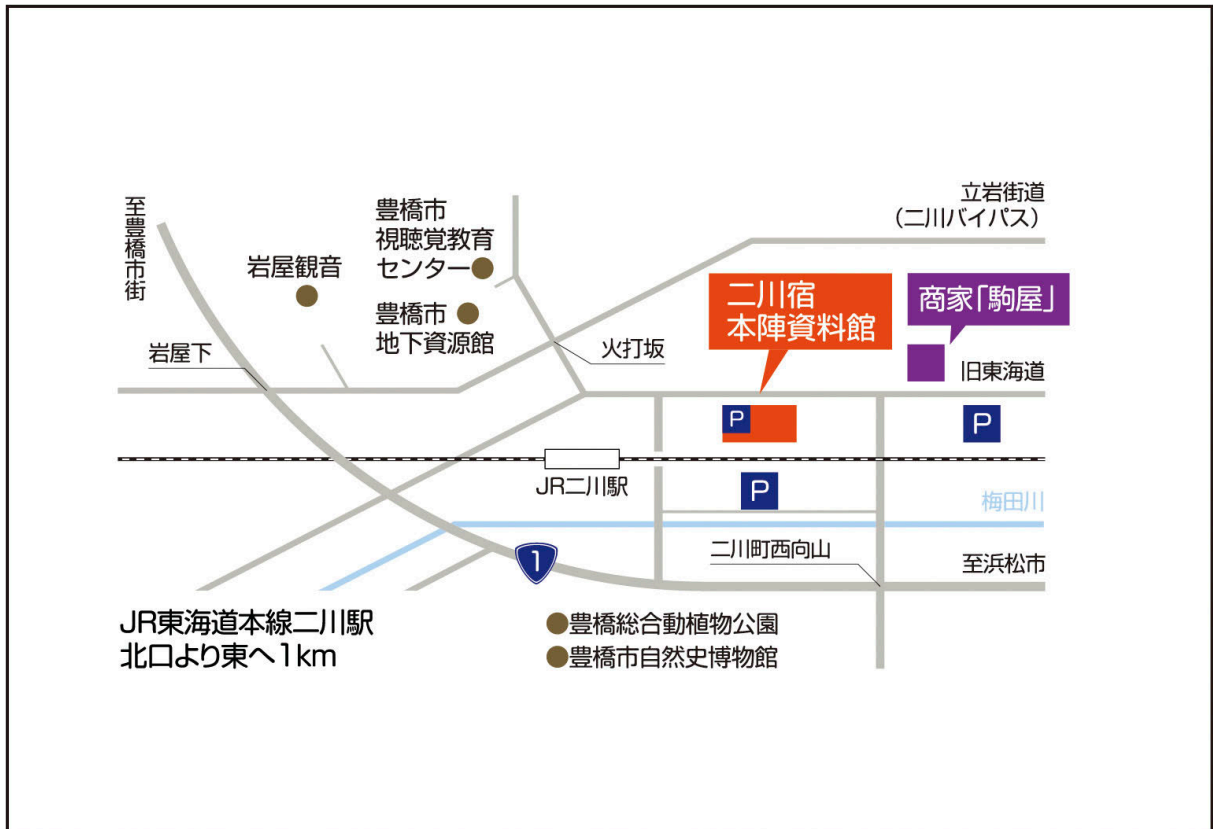 至豊橋市街
豊橋市
視聴覚教育
センター
立岩街道
(二川バイパス)
岩屋観音
豊橋市
地下資源館
二川宿
本陣資料館
商家「駒屋」
岩屋下
火打坂
旧東海道
P
P
JR二川駅
P
梅田川
1
二川町西向山
至浜松市
JR東海道本線二川駅
北口より東へ1km
豊橋総合動植物公園
豊橋市自然史博物館